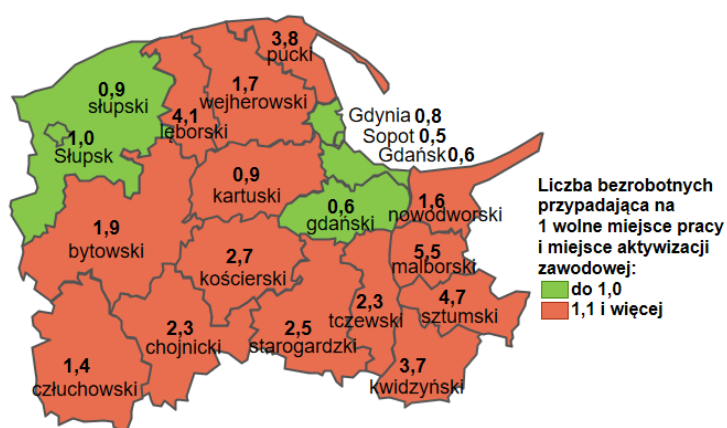 3,8
pucki
0,9
słupski
1,7
wejherowski
4,1
lęborski
Gdynia 0,8
Sopot 0,5
Gdańsk 0,6
1,0
Słupsk
0,9
kartuski
0,6
gdański
1,6
nowodworski
1,9
bytowski
2,7
kościerski
5,5
malborski
4,7
sztumski
2,3
tczewski
2,3
chojnicki
2,5
starogardzki
1,4
człuchowski
3,7
kwidzyński
Liczba bezrobotnych
przypadająca na
1 wolne miejsce pracy
i miejsce aktywizacji
zawodowej:
do 1,0
1,1 i więcej